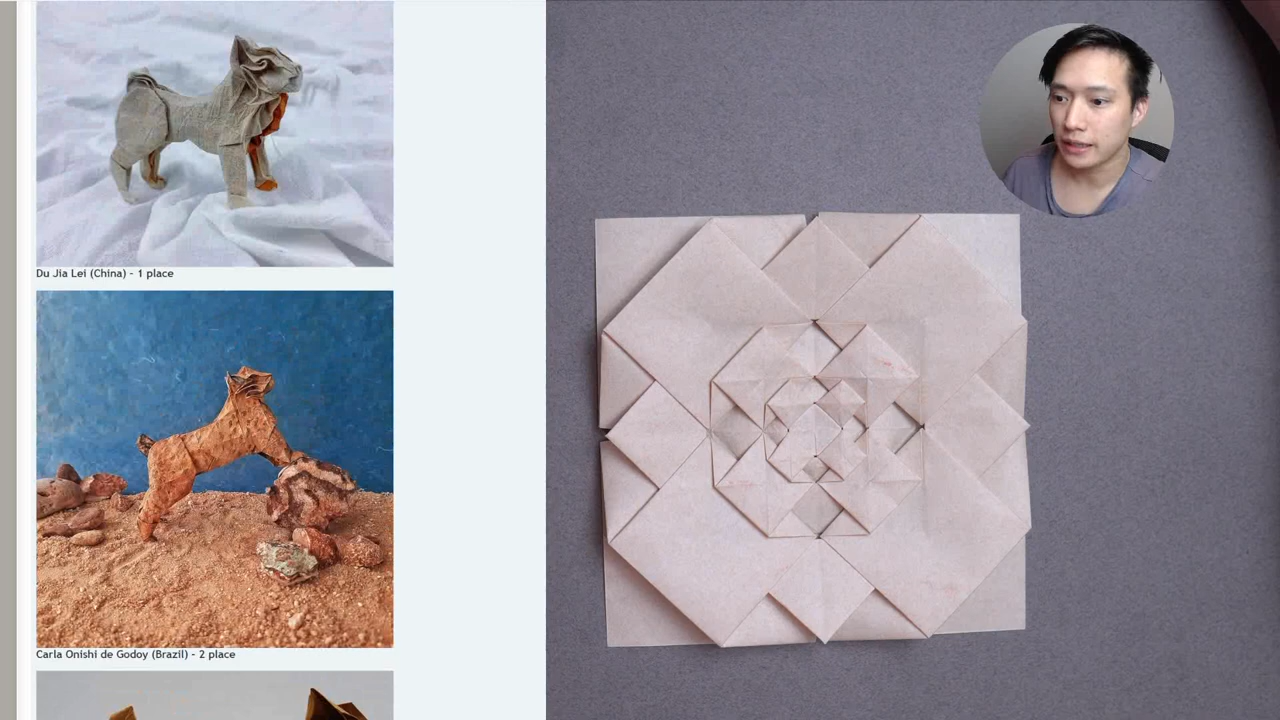 Du Jia Lei (China) - 1 place
Carla Onishi de Godoy (Brazil) - 2 place